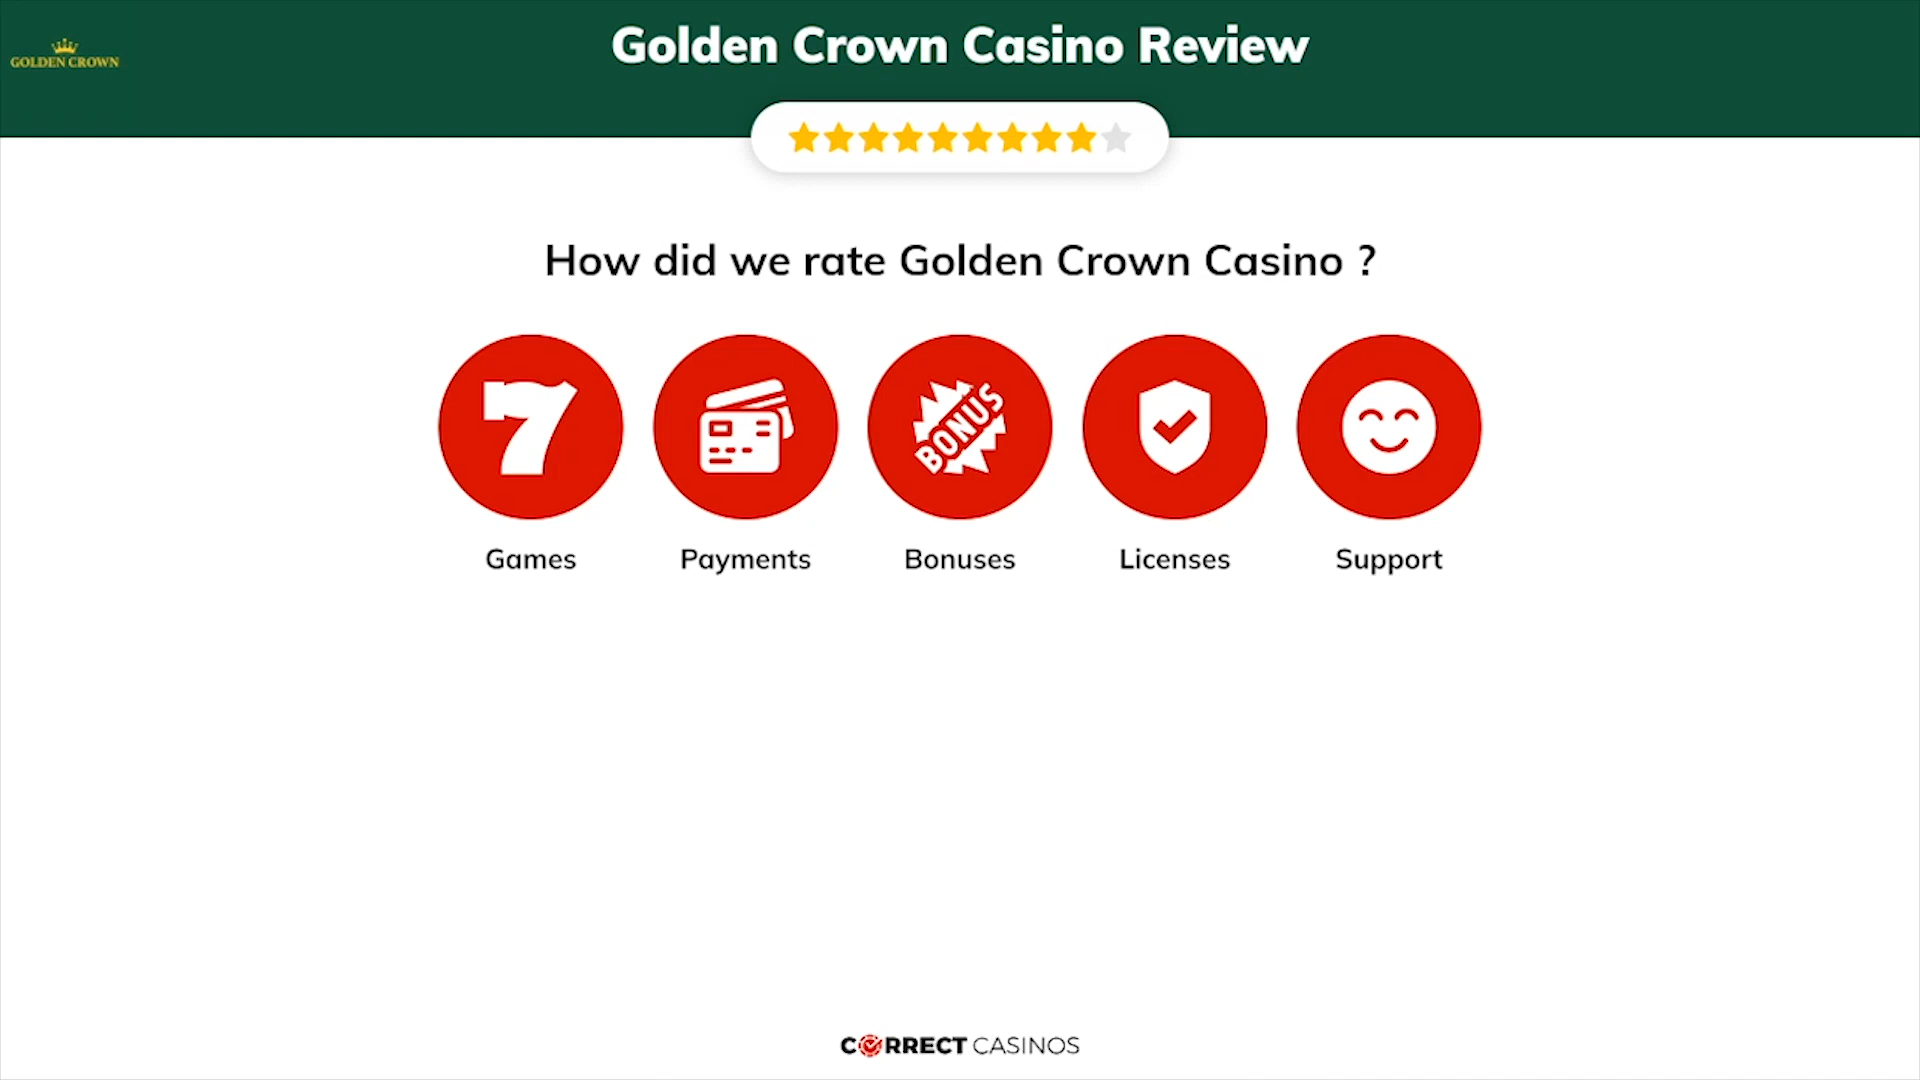 Golden Crown Casino Review
GOLDEN CROWN
How did we rate Golden Crown Casino ?
7
BONUS
Games
Payments
Bonuses
Licenses
Support
CORRECT CASINOS